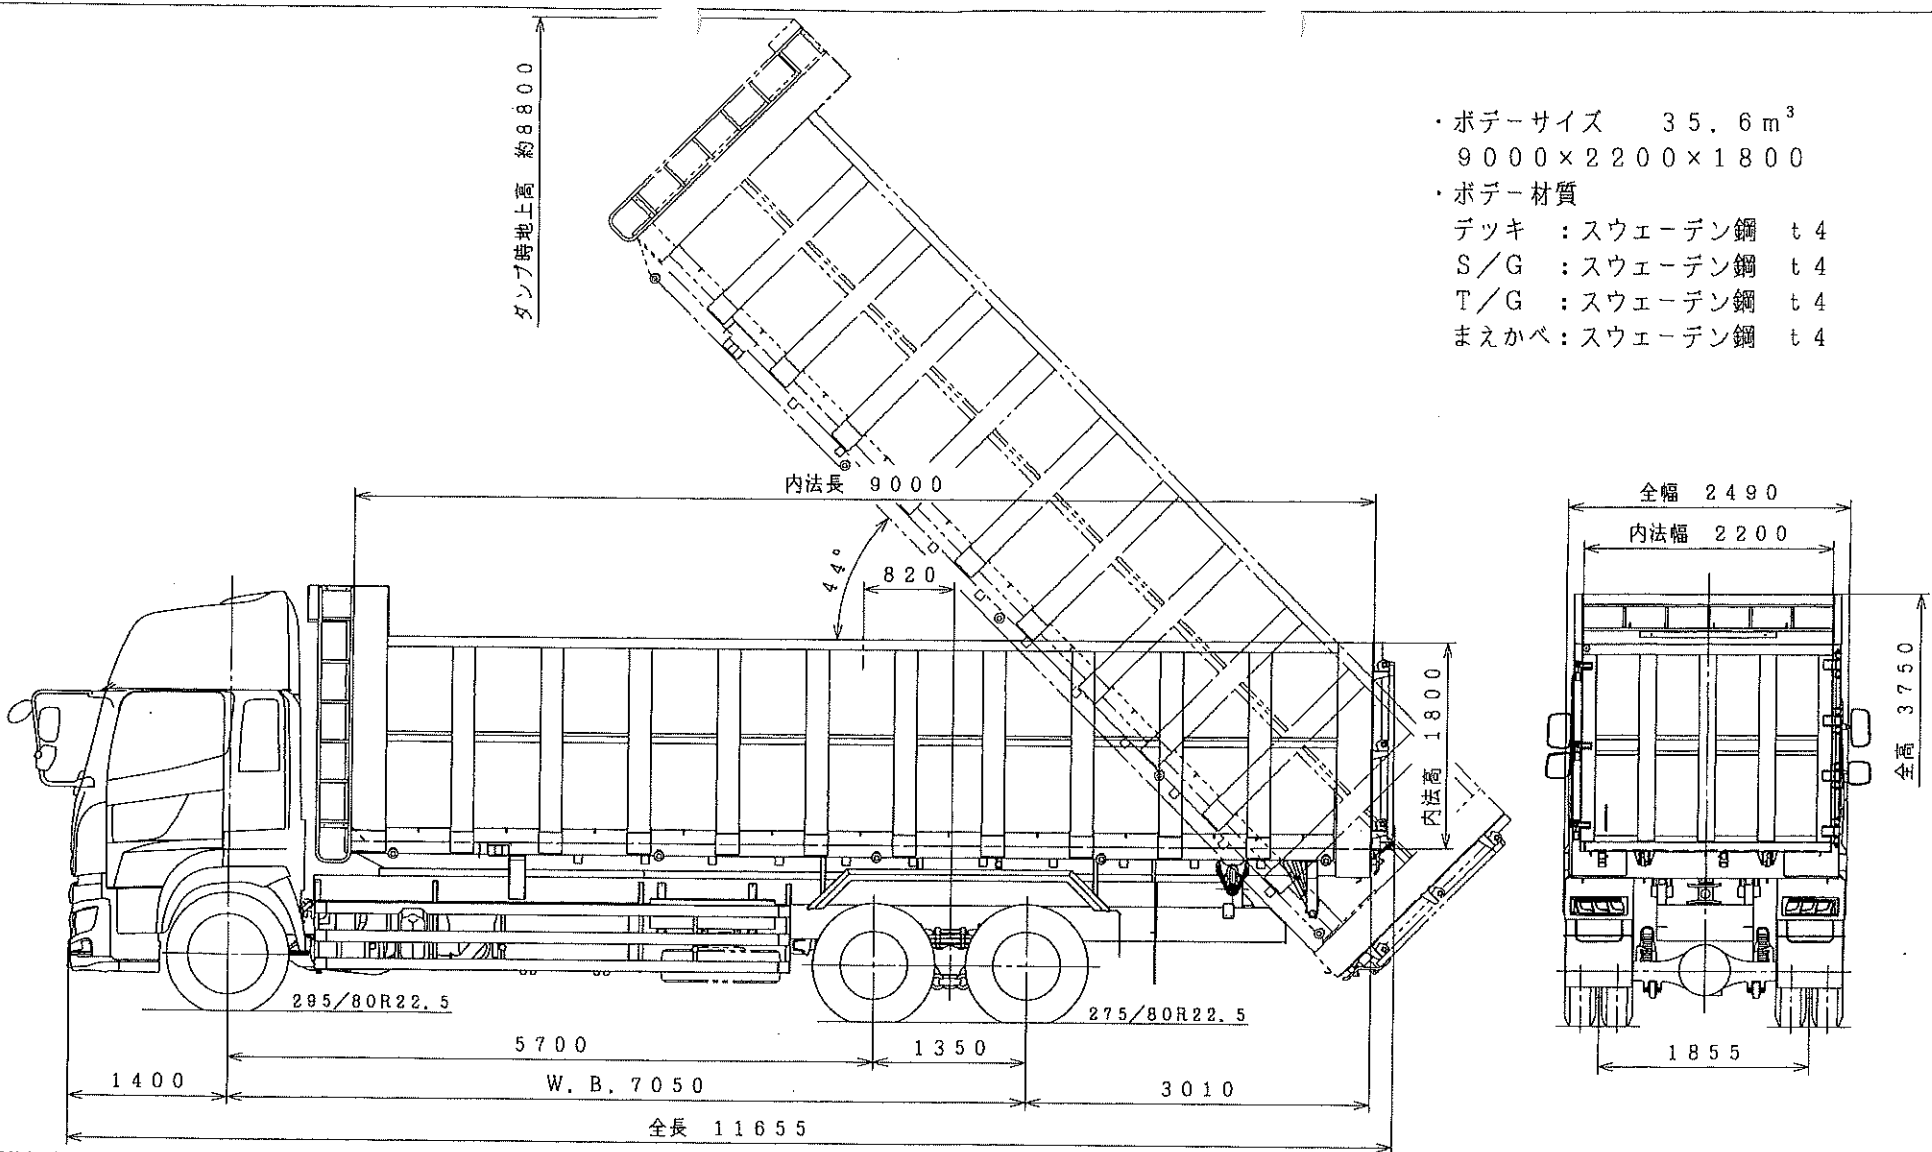 ダンプ時地上高 約8800
・ボデーサイズ 35.6m³
9000×2200×1800
・ボデー材質
デッキ :スウェーデン鋼 t4
S/G :スウェーデン鋼 t4
T/G :スウェーデン鋼 t4
まえかべ:スウェーデン鋼 t4
内法長 9000
44°
820
内法高 1800
全幅 2490
内法幅 2200
全高 3750
295/80R22.5
275/80R22.5
5700
1350
1855
1400
W.B.7050
3010
全長 11655